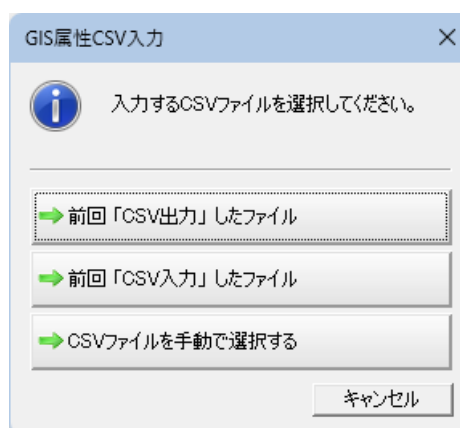 GIS属性CSV入力
入力するCSVファイルを選択してください。
前回「CSV出力」したファイル
前回「CSV入力」したファイル
CSVファイルを手動で選択する
キャンセル